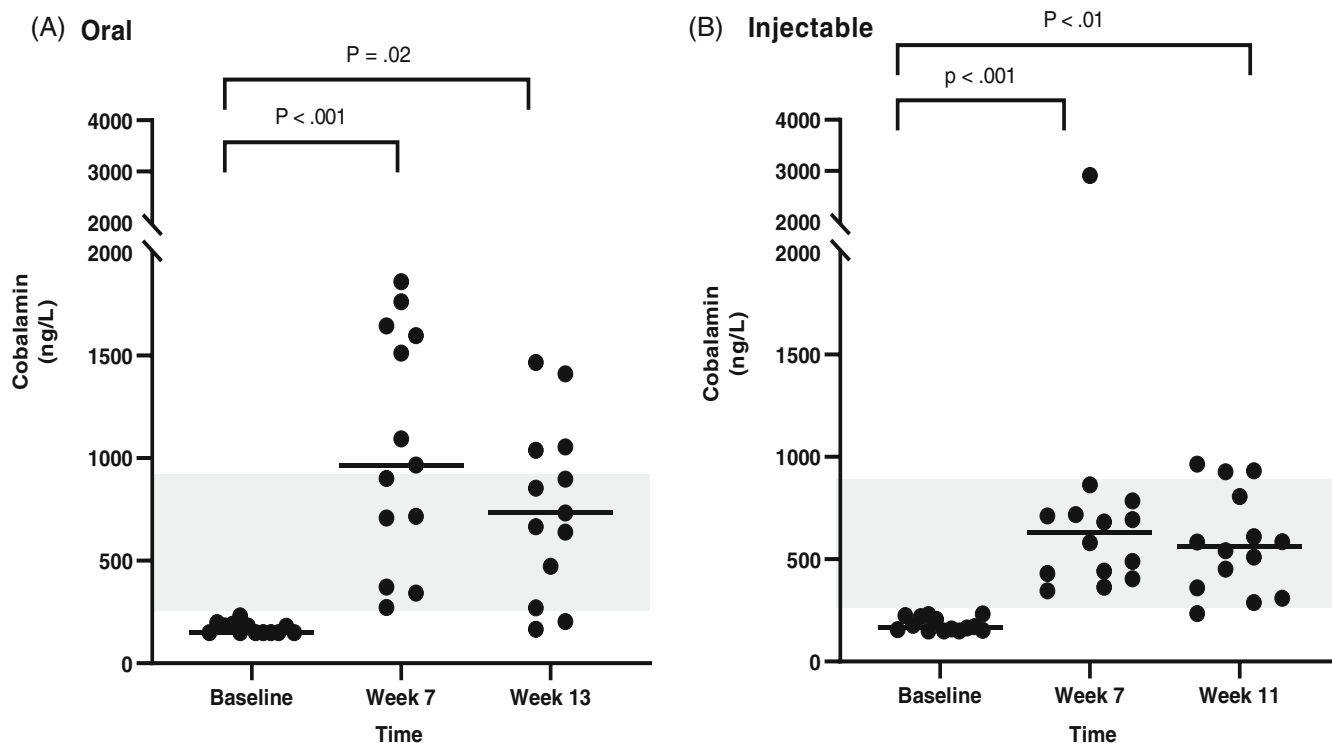 (A) Oral
P = .02
P < .001
4000
3000
2000
2000
1500
1000
500
0
Cobalamin
(ng/L)
Baseline
Week 7
Week 13
Time
(B) Injectable
P < .01
p < .001
4000
3000
2000
2000
1500
1000
500
0
Cobalamin
(ng/L)
Baseline
Week 7
Week 11
Time